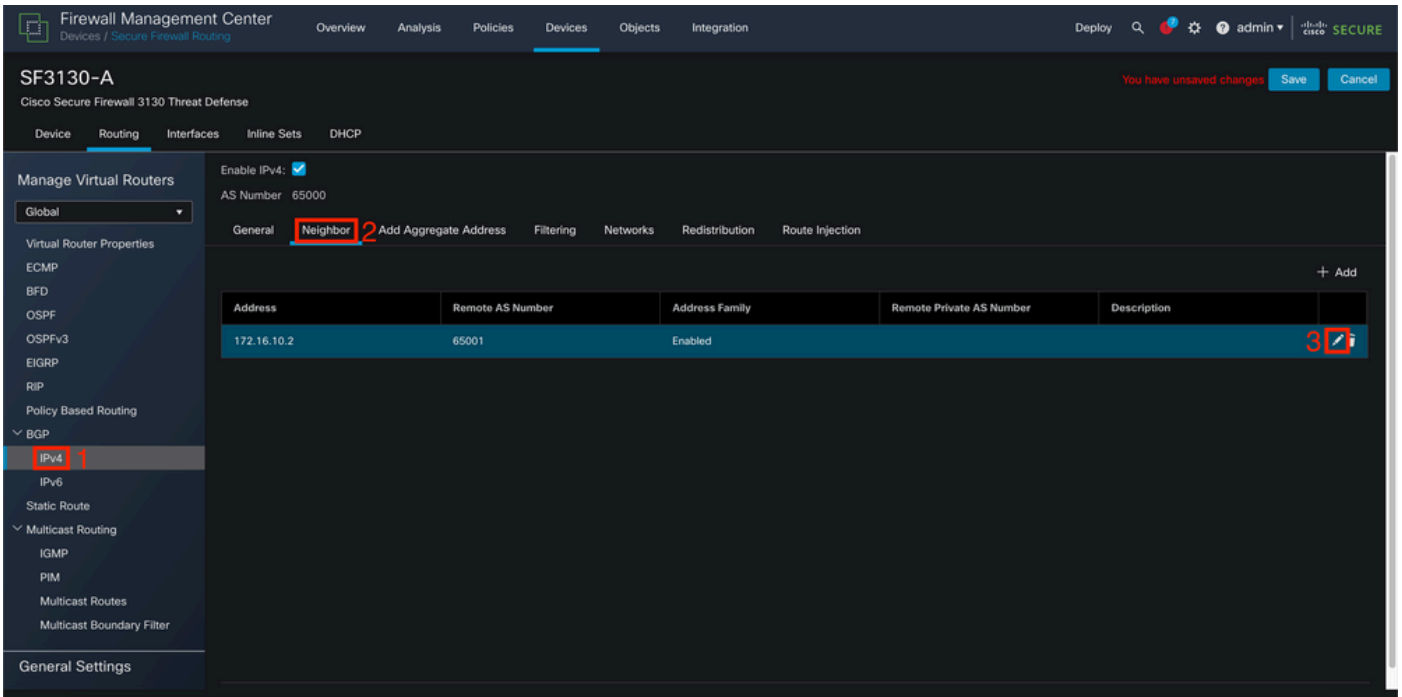 Firewall Management Center
Devices / Secure Firewall Routing
Overview Analysis Policies Devices Objects Integration
Deploy 2 ? admin cisco SECURE
SF3130-A
Cisco Secure Firewall 3130 Threat Defense
You have unsaved changes Save Cancel
Device Routing Interfaces Inline Sets DHCP
Manage Virtual Routers
Global
Virtual Router Properties
ECMP
BFD
OSPF
OSPFv3
EIGRP
RIP
Policy Based Routing
BGP
IPv4 1
IPv6
Static Route
Multicast Routing
IGMP
PIM
Multicast Routes
Multicast Boundary Filter
General Settings
Enable IPv4:
AS Number 65000
General Neighbor 2 Add Aggregate Address Filtering Networks Redistribution Route Injection
+ Add
Address Remote AS Number Address Family Remote Private AS Number Description
172.16.10.2 65001 Enabled 3